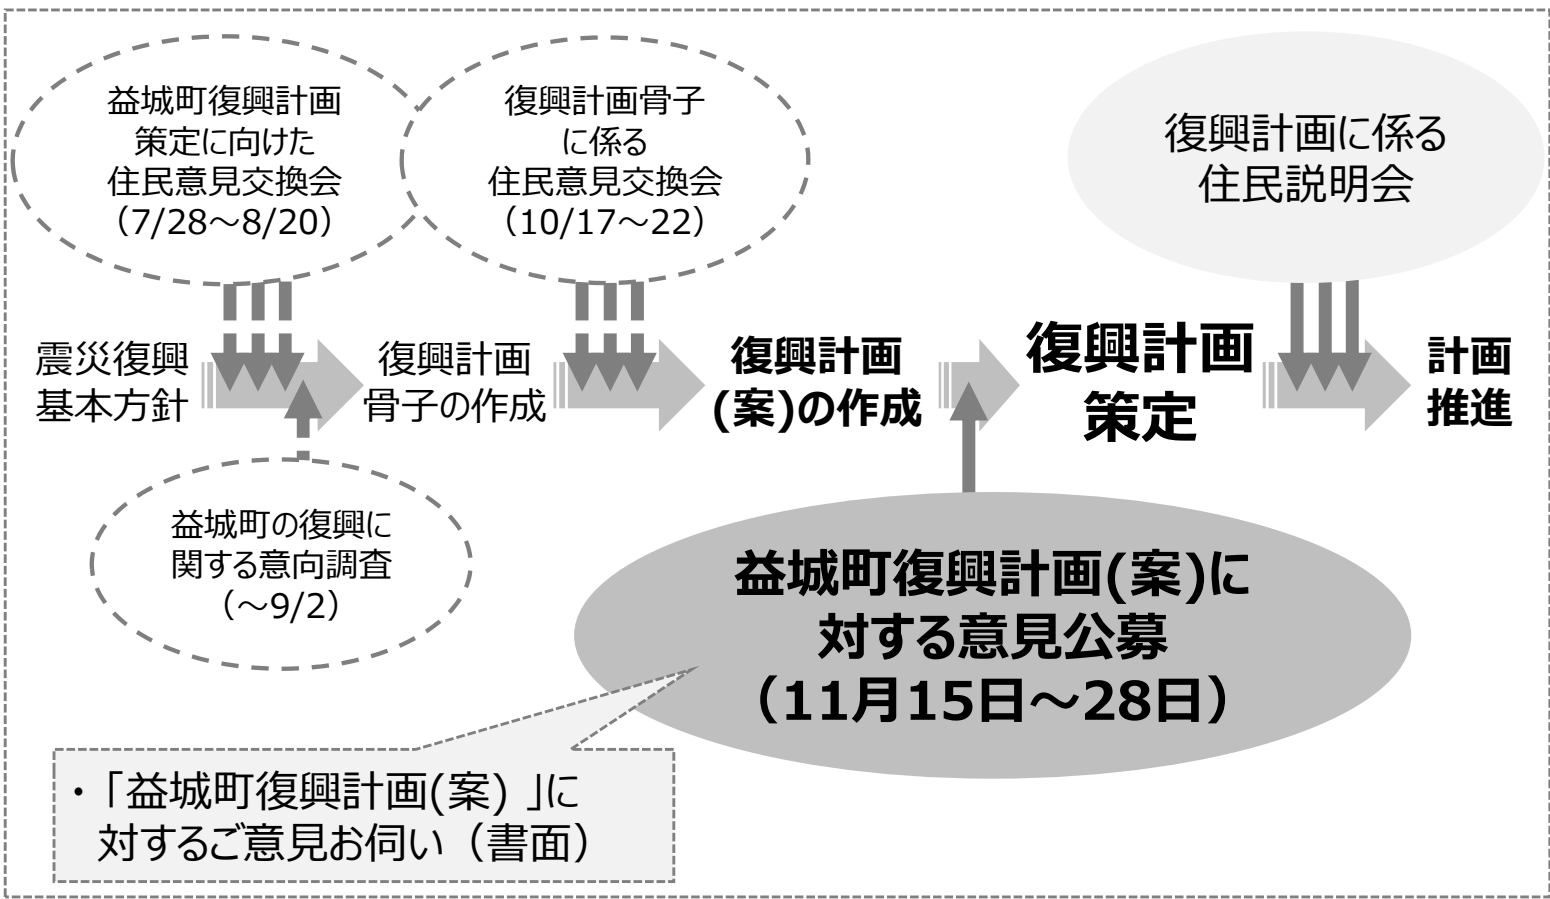 益城町復興計画
策定に向けた
住民意見交換会
（7/28～8/20）
復興計画骨子
に係る
住民意見交換会
（10/17～22）
復興計画に係る
住民説明会
震災復興
基本方針
復興計画
骨子の作成
復興計画
(案)の作成
復興計画
策定
計画
推進
益城町の復興に
関する意向調査
（～9/2）
益城町復興計画(案)に
対する意見公募
（11月15日～28日）
・「益城町復興計画(案) 」に
対するご意見お伺い（書面）